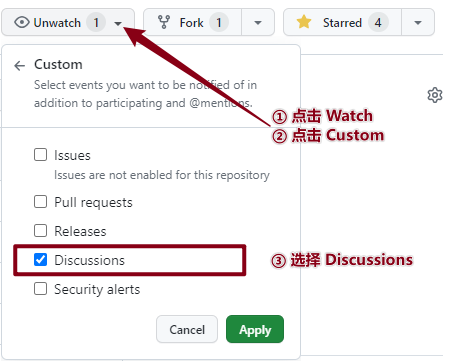 Unwatch 1
Fork 1
Starred 4
Custom
Select events you want to be notified of in
addition to participating and @mentions.
① 点击 Watch
② 点击 Custom
Issues
Issues are not enabled for this repository
Pull requests
Releases
Discussions
③ 选择 Discussions
Security alerts
Cancel
Apply